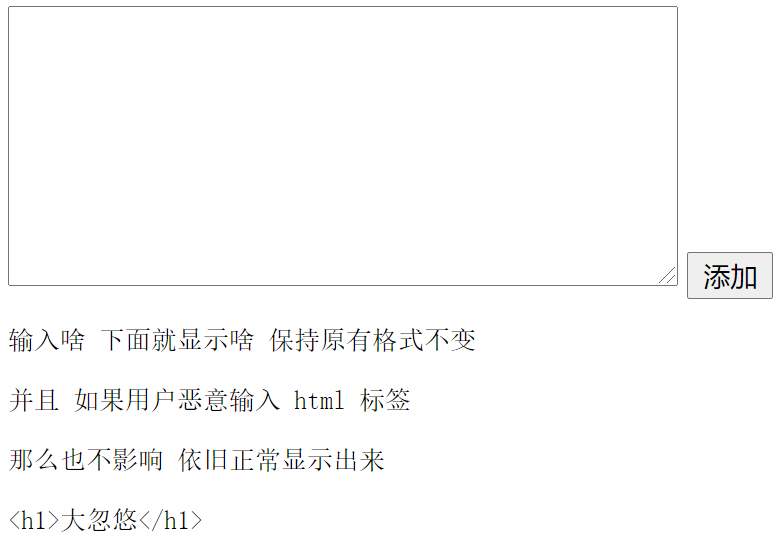 添加
输入啥 下面就显示啥 保持原有格式不变
并且 如果用户恶意输入 html 标签
那么也不影响 依旧正常显示出来
<h1>大忽悠</h1>